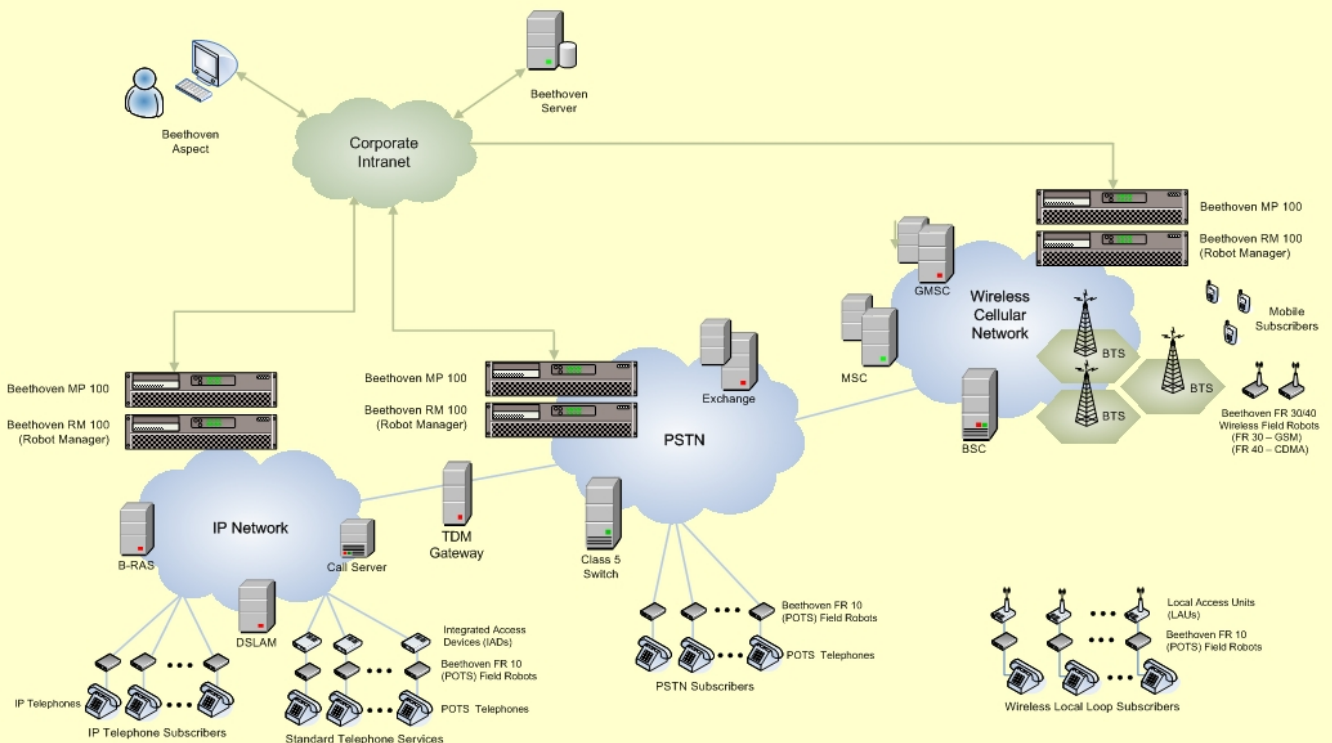 Beethoven
Aspect
Beethoven
Server
Corporate
Intranet
Beethoven MP 100
Beethoven RM 100
(Robot Manager)
GMSC
Wireless
Cellular
Network
MSC
BSC
BTS
BTS
BTS
Mobile
Subscribers
Beethoven FR 30/40
Wireless Field Robots
(FR 30 – GSM)
(FR 40 – CDMA)
Beethoven MP 100
Beethoven RM 100
(Robot Manager)
Beethoven MP 100
Beethoven RM 100
(Robot Manager)
Exchange
PSTN
Class 5
Switch
TDM
Gateway
IP Network
B-RAS
Call Server
DSLAM
Integrated Access
Devices (IADs)
Beethoven FR 10
(POTS) Field Robots
POTS Telephones
IP Telephones
IP Telephone Subscribers
Standard Telephone Services
Beethoven FR 10
(POTS) Field Robots
POTS Telephones
PSTN Subscribers
Local Access Units
(LAUs)
Beethoven FR 10
(POTS) Field Robots
Wireless Local Loop Subscribers